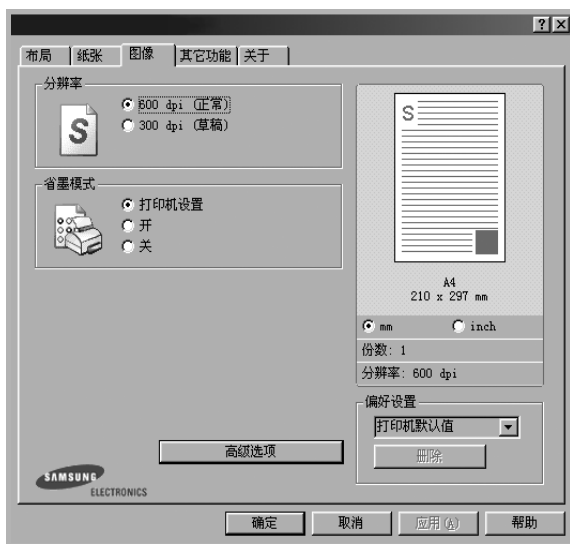 ? x
布局 纸张 图像 其它功能 关于
分辨率
S
600 dpi (正常)
300 dpi (草稿)
省墨模式
打印机设置
开
关
S
A4
210 x 297 mm
mm inch
份数: 1
分辨率: 600 dpi
偏好设置
打印机默认值
删除
高级选项
SAMSUNG
ELECTRONICS
确定 取消 应用(A) 帮助